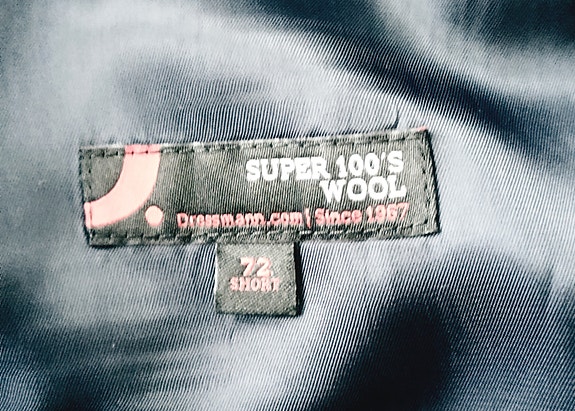 SUPER 100'S
WOOL
Dressmann.com | Since 1967
72
SHORT